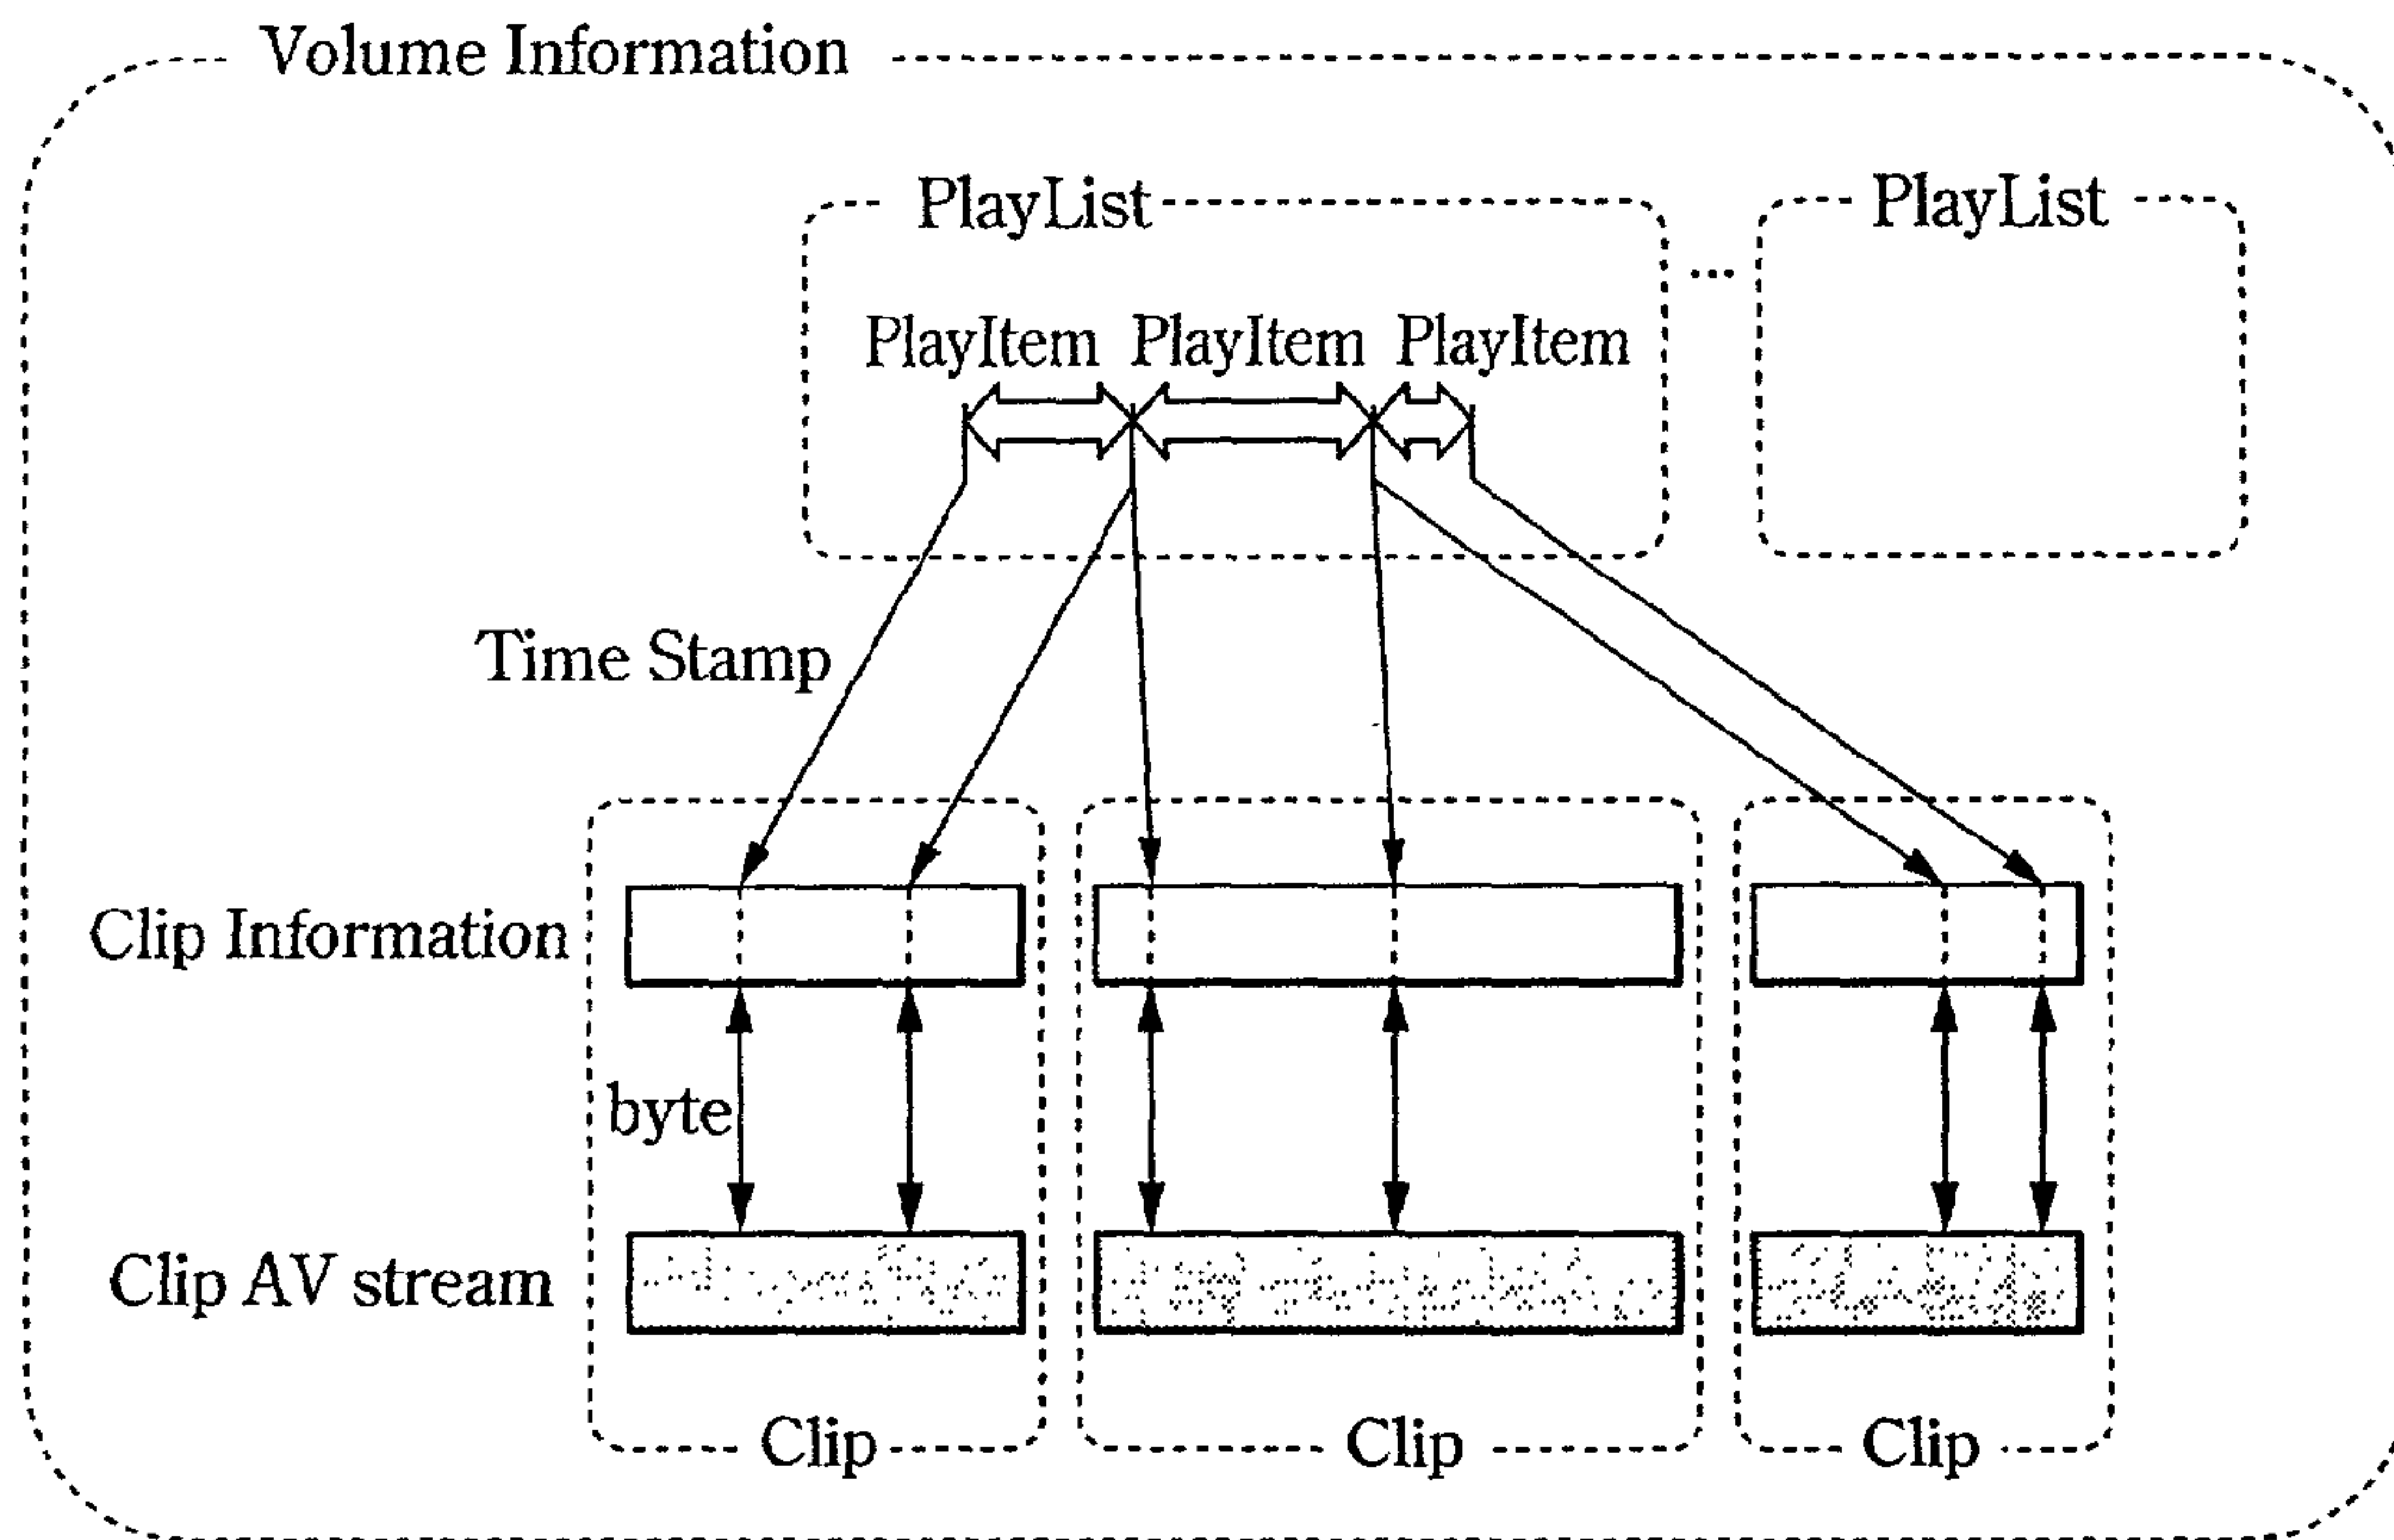 Volume Information
PlayList
PlayList
...
PlayItem PlayItem PlayItem
Time Stamp
Clip Information
byte
Clip AV stream
Clip
Clip
Clip